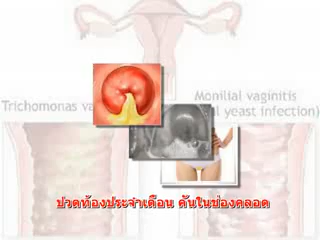 Monilial vaginitis
Trichomonas va
yeast infection)
ปวดท้องประจำเดือน คันในช่องคลอด